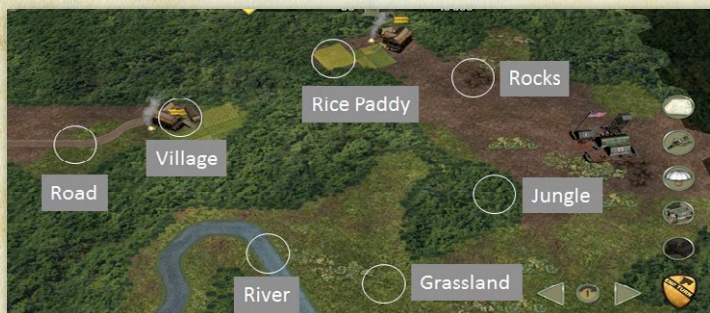 Rocks
Rice Paddy
Village
Road
Jungle
Grassland
River